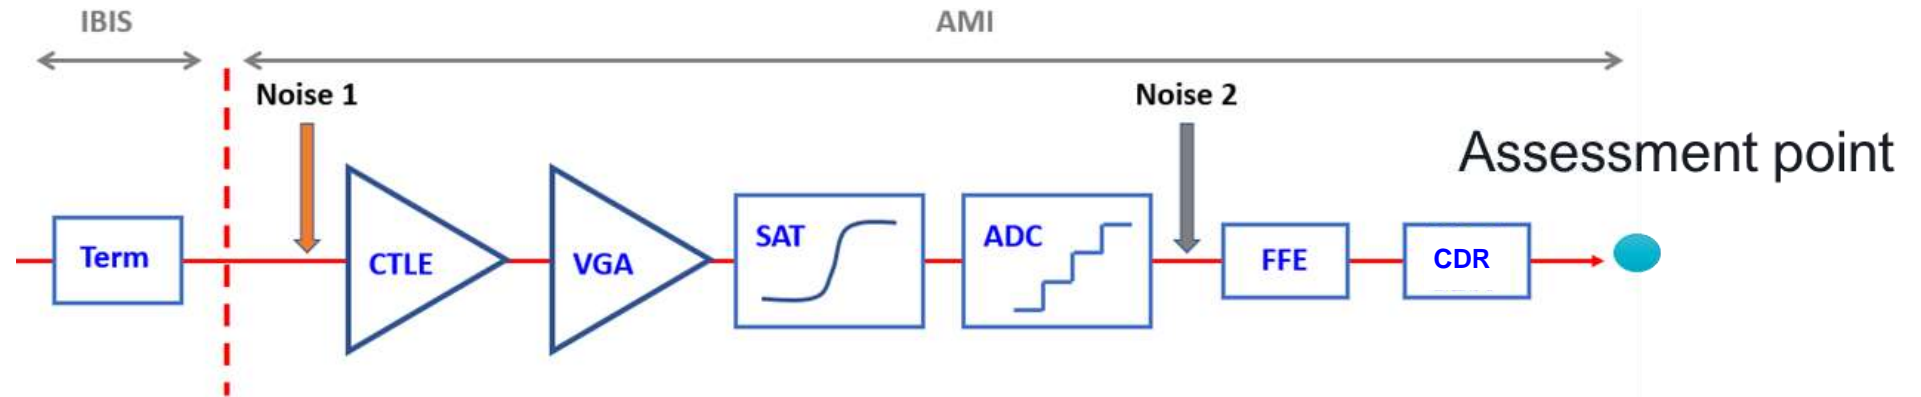 IBIS
AMI
Noise 1
Noise 2
Assessment point
Term
CTLE
VGA
SAT
ADC
FFE
CDR